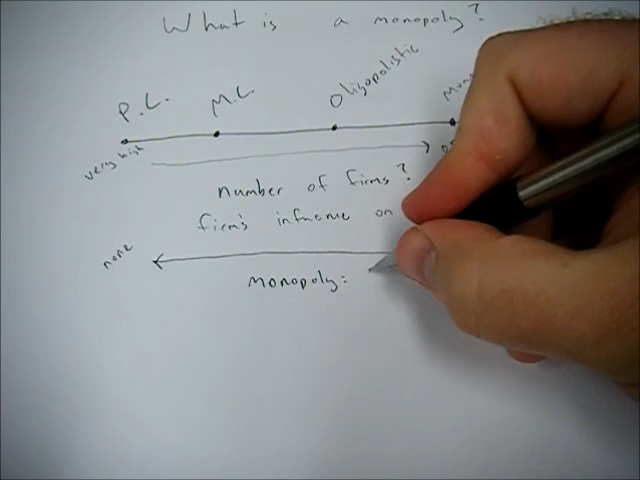 What is a monopoly?
P.C. M.C Oligopolistic
very high
number of firms?
firm's influence on
none
monopoly: